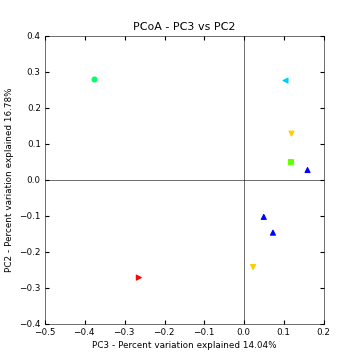 PCoA - PC3 vs PC2
PC2 - Percent variation explained 16.78%
0.4
0.3
0.2
0.1
0.0
−0.1
−0.2
−0.3
−0.4
−0.5 −0.4 −0.3 −0.2 −0.1 0.0 0.1 0.2
PC3 - Percent variation explained 14.04%